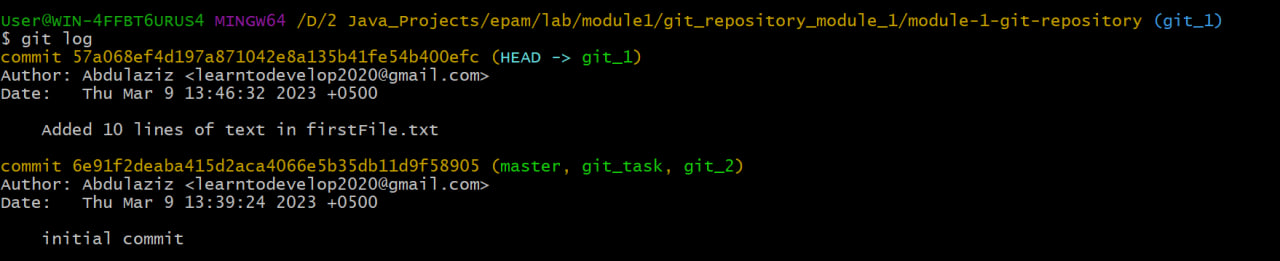 User@WIN-4FFBT6URUS4 MINGW64 /D/2 Java_Projects/epam/lab/module1/git_repository_module_1/module-1-git-repository (git_1)
$ git log
commit 57a068ef4d197a871042e8a135b41fe54b400efc (HEAD -> git_1)
Author: Abdulaziz <learntodevelop2020@gmail.com>
Date:   Thu Mar 9 13:46:32 2023 +0500
    Added 10 lines of text in firstFile.txt
commit 6e91f2deaba415d2aca4066e5b35db11d9f58905 (master, git_task, git_2)
Author: Abdulaziz <learntodevelop2020@gmail.com>
Date:   Thu Mar 9 13:39:24 2023 +0500
    initial commit